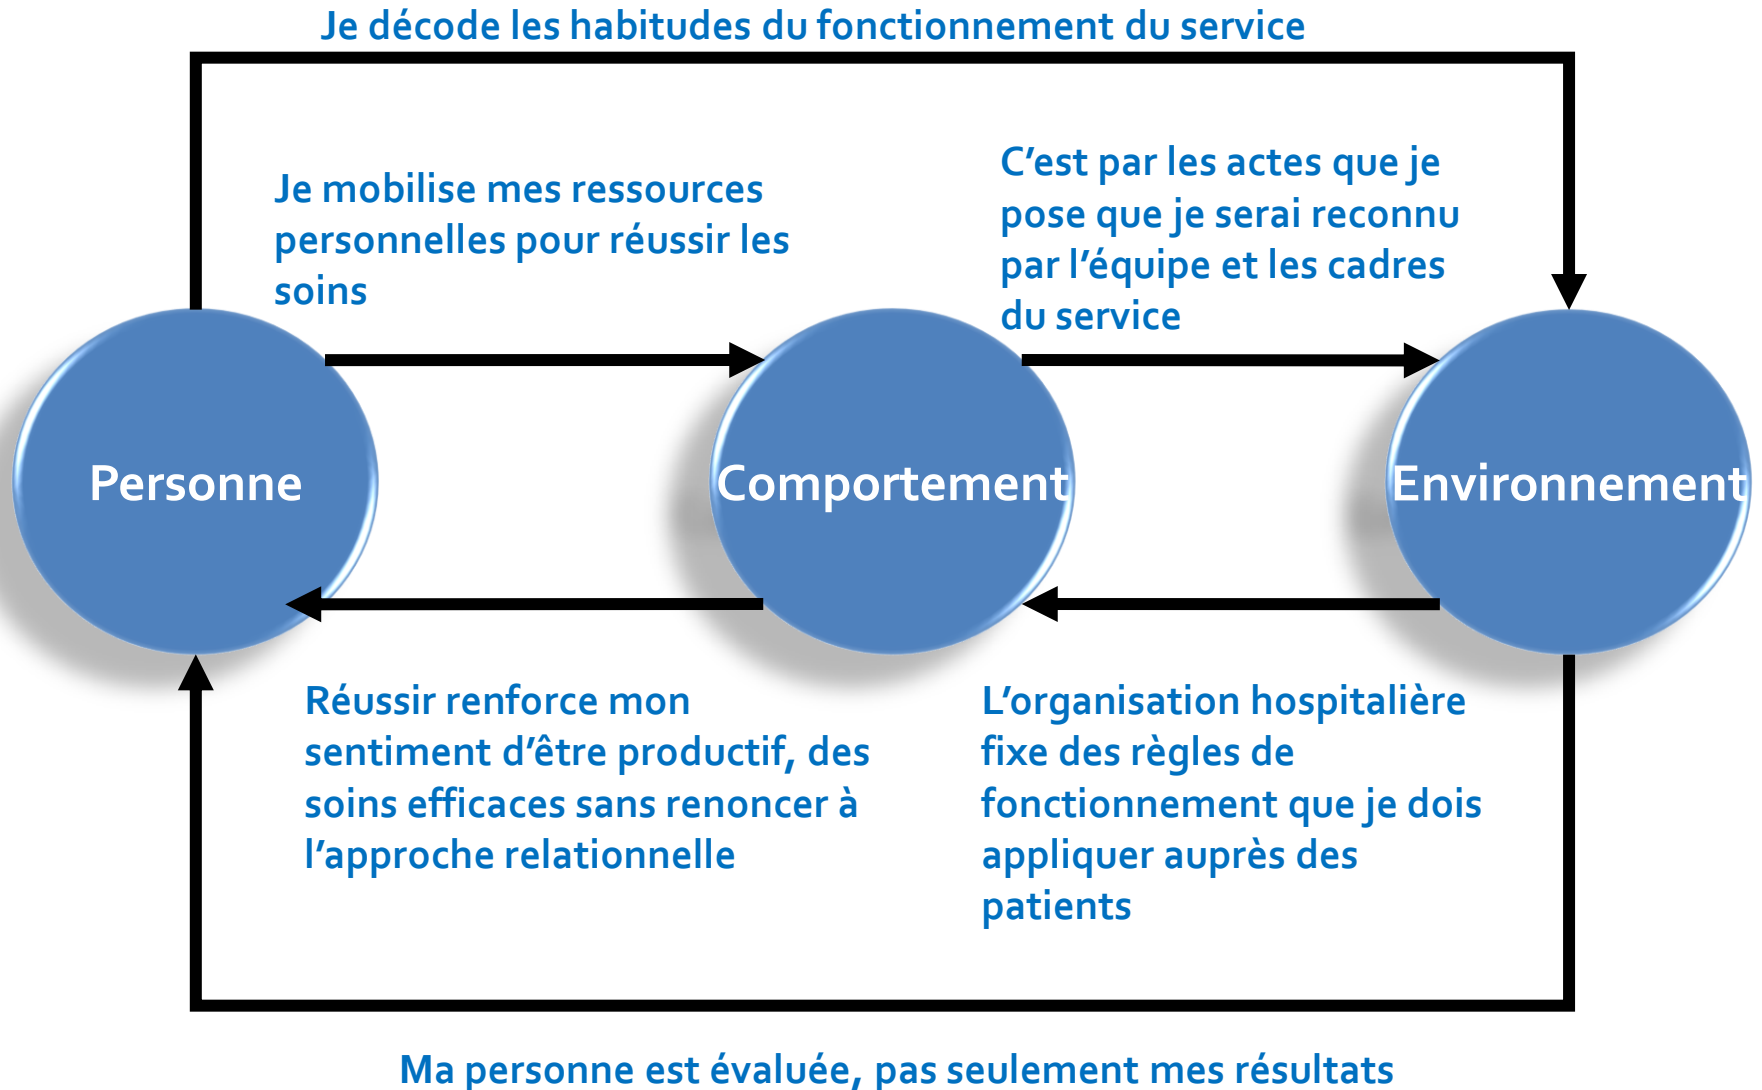 Je décode les habitudes du fonctionnement du service
Je mobilise mes ressources
personnelles pour réussir les
soins
C’est par les actes que je
pose que je serai reconnu
par l’équipe et les cadres
du service
Personne
Comportement
Environnement
Réussir renforce mon
sentiment d’être productif, des
soins efficaces sans renoncer à
l’approche relationnelle
L’organisation hospitalière
fixe des règles de
fonctionnement que je dois
appliquer auprès des
patients
Ma personne est évaluée, pas seulement mes résultats